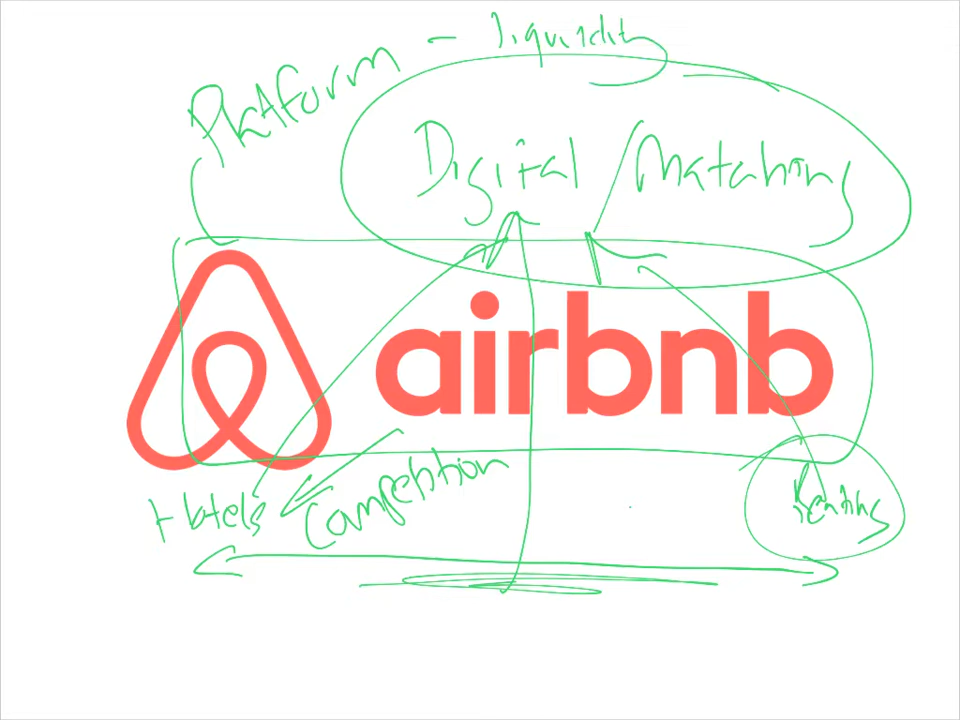 Platform - liquidity
Digital / Matching
airbnb
Hotels
Competition
Renting